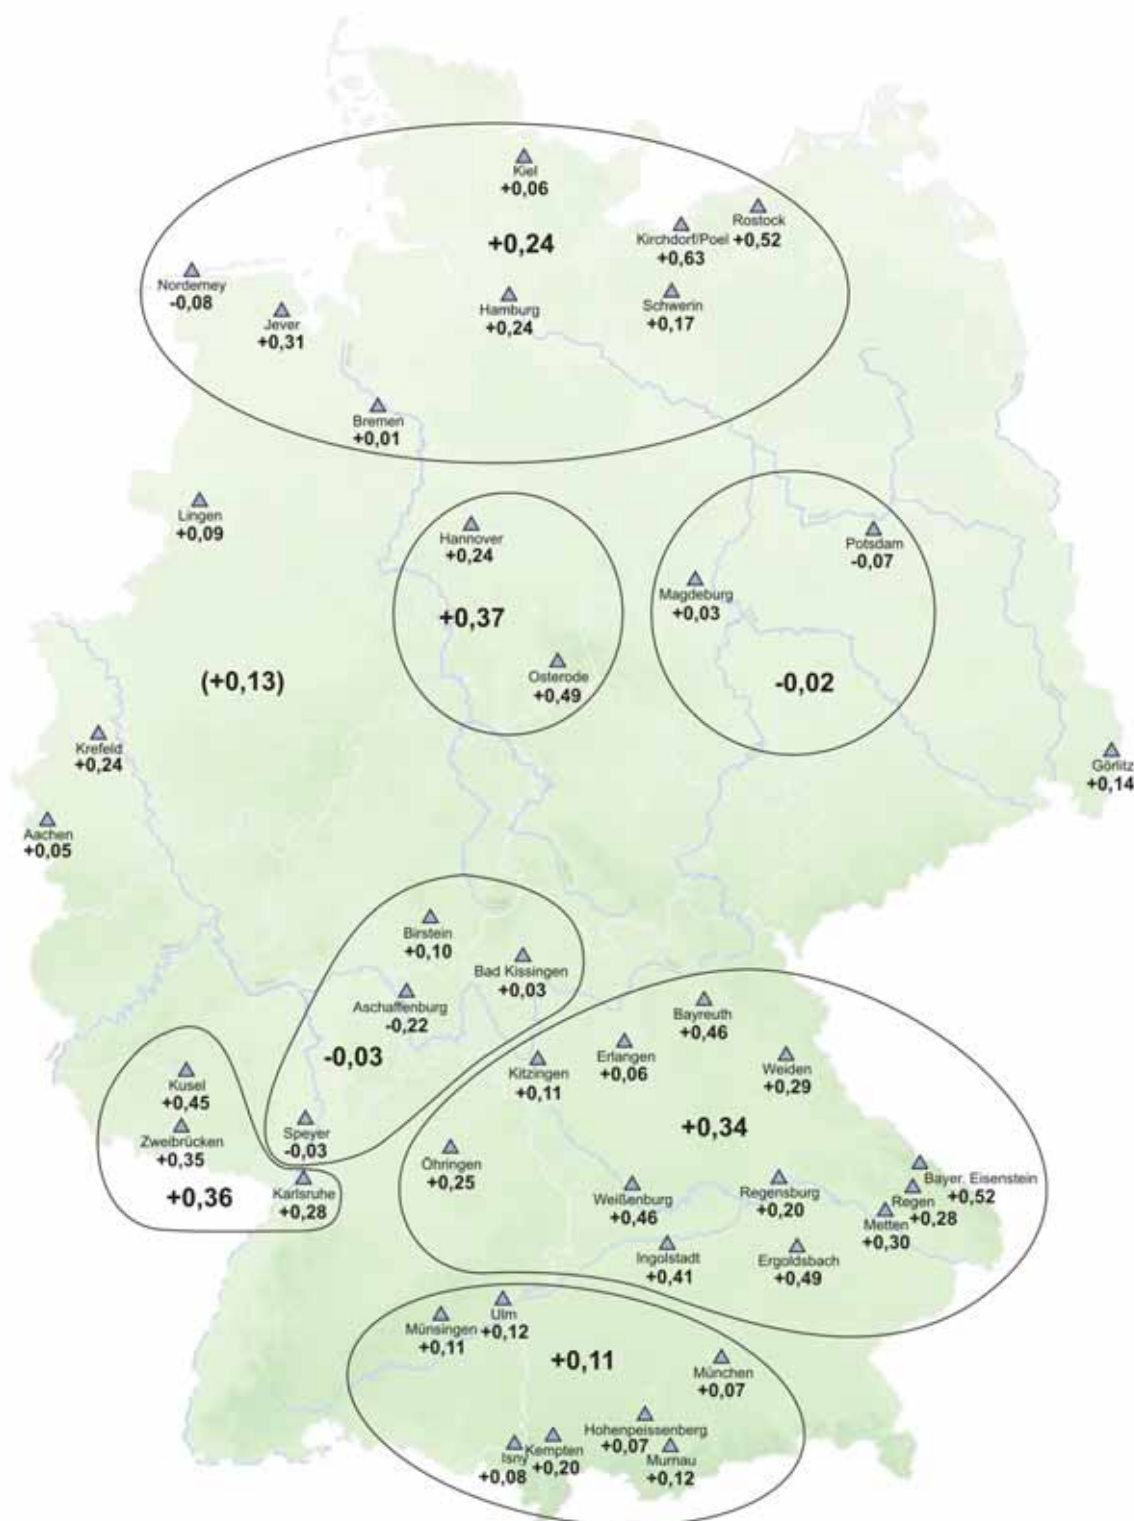 Kiel
+0,06
+0,24
Rostock
+0,52
Kirchdorf/Poel
+0,63
Norderney
-0,08
Jever
+0,31
Hamburg
+0,24
Schwerin
+0,17
Bremen
+0,01
Lingen
+0,09
Hannover
+0,24
+0,37
Osterode
+0,49
Potsdam
-0,07
Magdeburg
+0,03
-0,02
(+0,13)
Krefeld
+0,24
Görlitz
+0,14
Aachen
+0,05
Birstein
+0,10
Bad Kissingen
+0,03
Aschaffenburg
-0,22
-0,03
Speyer
-0,03
Kusel
+0,45
Zweibrücken
+0,35
+0,36
Karlsruhe
+0,28
Bayreuth
+0,46
Erlangen
+0,06
Kitzingen
+0,11
Weiden
+0,29
+0,34
Öhringen
+0,25
Weißenburg
+0,46
Regensburg
+0,20
Bayer. Eisenstein
+0,52
Regen
+0,28
Metten
+0,30
Ingolstadt
+0,41
Ergoldsbach
+0,49
Ulm
+0,12
Münsingen
+0,11
+0,11
München
+0,07
Hohenpeissenberg
+0,07
Kempten
+0,20
Isny
+0,08
Murnau
+0,12